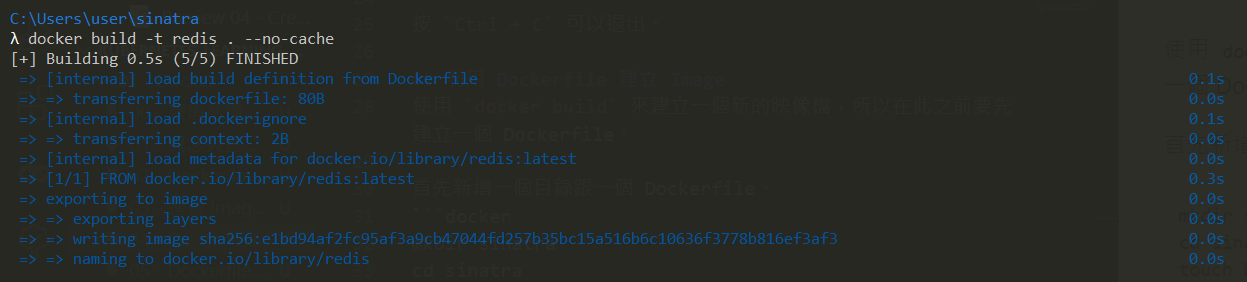 C:\Users\user\sinatra
λ docker build -t redis . --no-cache
[+] Building 0.5s (5/5) FINISHED
=> [internal] load build definition from Dockerfile 0.1s
=> => transferring dockerfile: 80B 0.0s
=> [internal] load .dockerignore 0.1s
=> => transferring context: 2B 0.0s
=> [internal] load metadata for docker.io/library/redis:latest 0.0s
=> [1/1] FROM docker.io/library/redis:latest 0.3s
=> exporting to image 0.0s
=> => exporting layers 0.0s
=> => writing image sha256:e1bd94af2fc95af3a9cb47044fd257b35bc15a516b6c10636f3778b816ef3af3 0.0s
=> => naming to docker.io/library/redis 0.0s